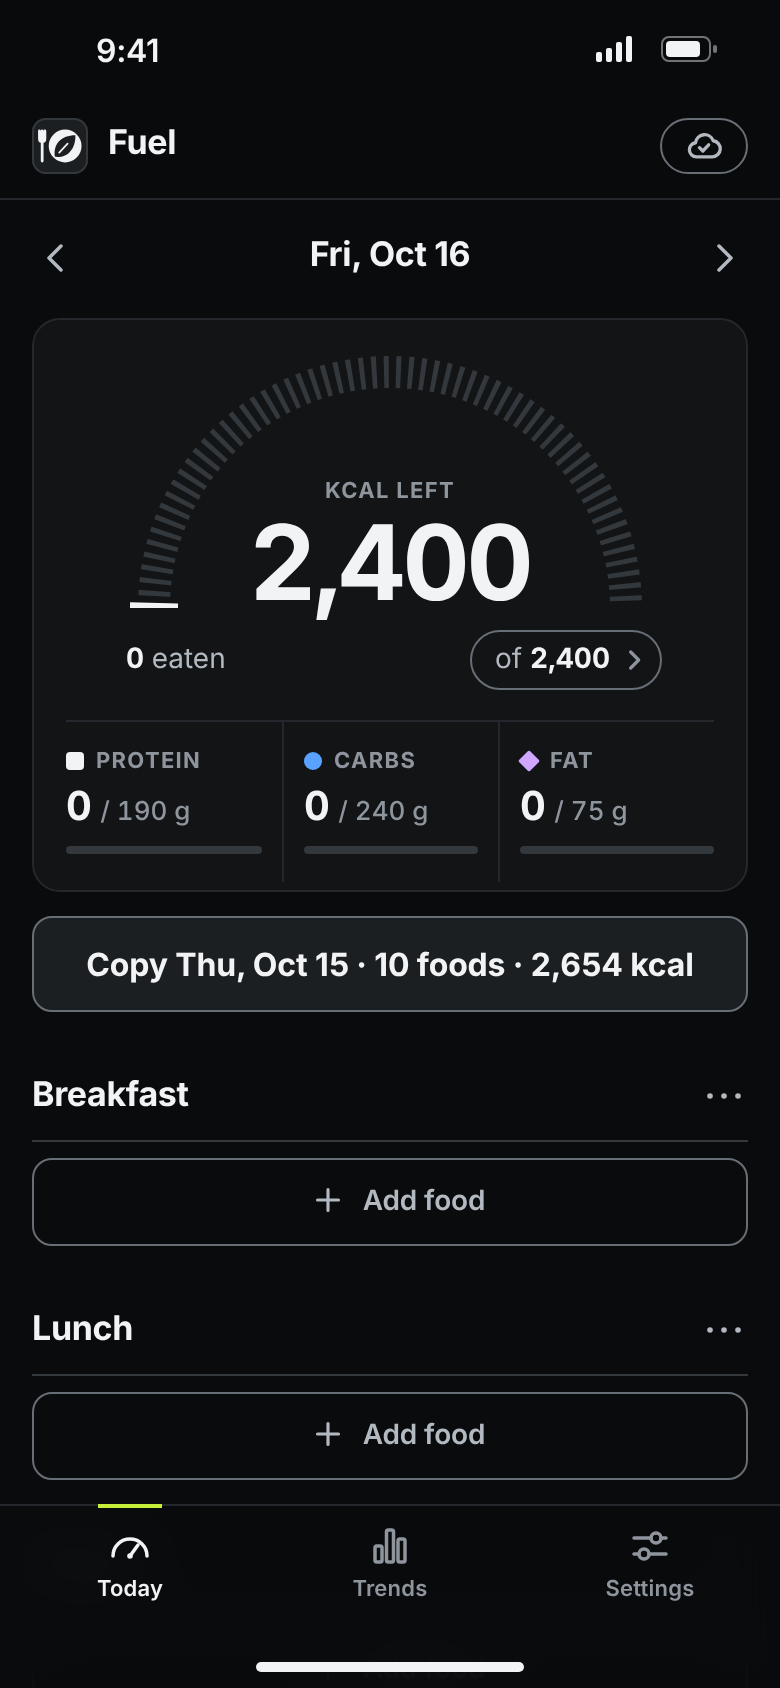 9:41
Fuel
Fri, Oct 16
KCAL LEFT
2,400
0 eaten
of 2,400
PROTEIN
0 / 190 g
CARBS
0 / 240 g
FAT
0 / 75 g
Copy Thu, Oct 15 · 10 foods · 2,654 kcal
Breakfast
Add food
Lunch
Add food
Today
Trends
Settings